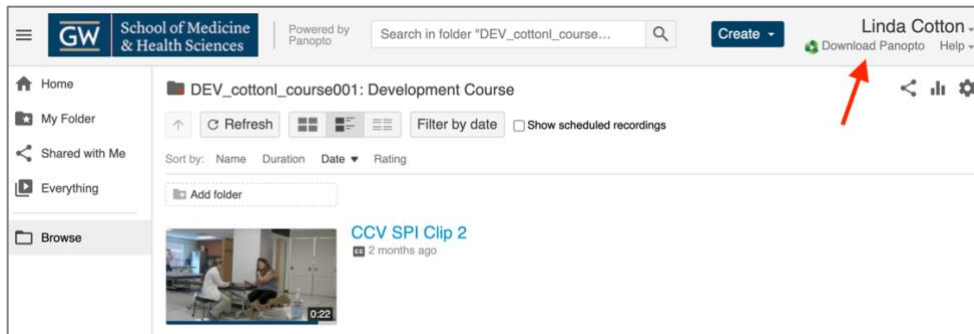 GW
School of Medicine
& Health Sciences
Powered by
Panopto
Search in folder "DEV_cottonl_course...
Create
Linda Cotton
Download Panopto Help
Home
My Folder
Shared with Me
Everything
Browse
DEV_cottonl_course001: Development Course
Refresh
Filter by date
Show scheduled recordings
Sort by: Name Duration Date Rating
Add folder
CCV SPI Clip 2
CC 2 months ago
0:22